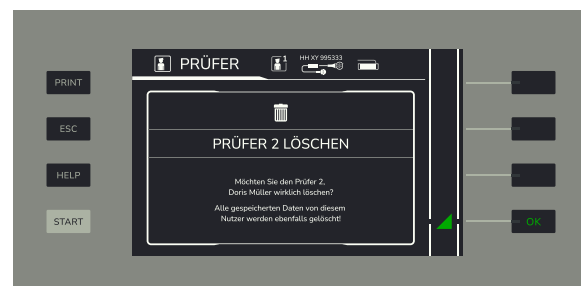 PRINT
ESC
HELP
START
PRÜFER
1
HH XY 995333
PRÜFER 2 LÖSCHEN
Möchten Sie den Prüfer 2,
Doris Müller wirklich löschen?
Alle gespeicherten Daten von diesem
Nutzer werden ebenfalls gelöscht!
OK